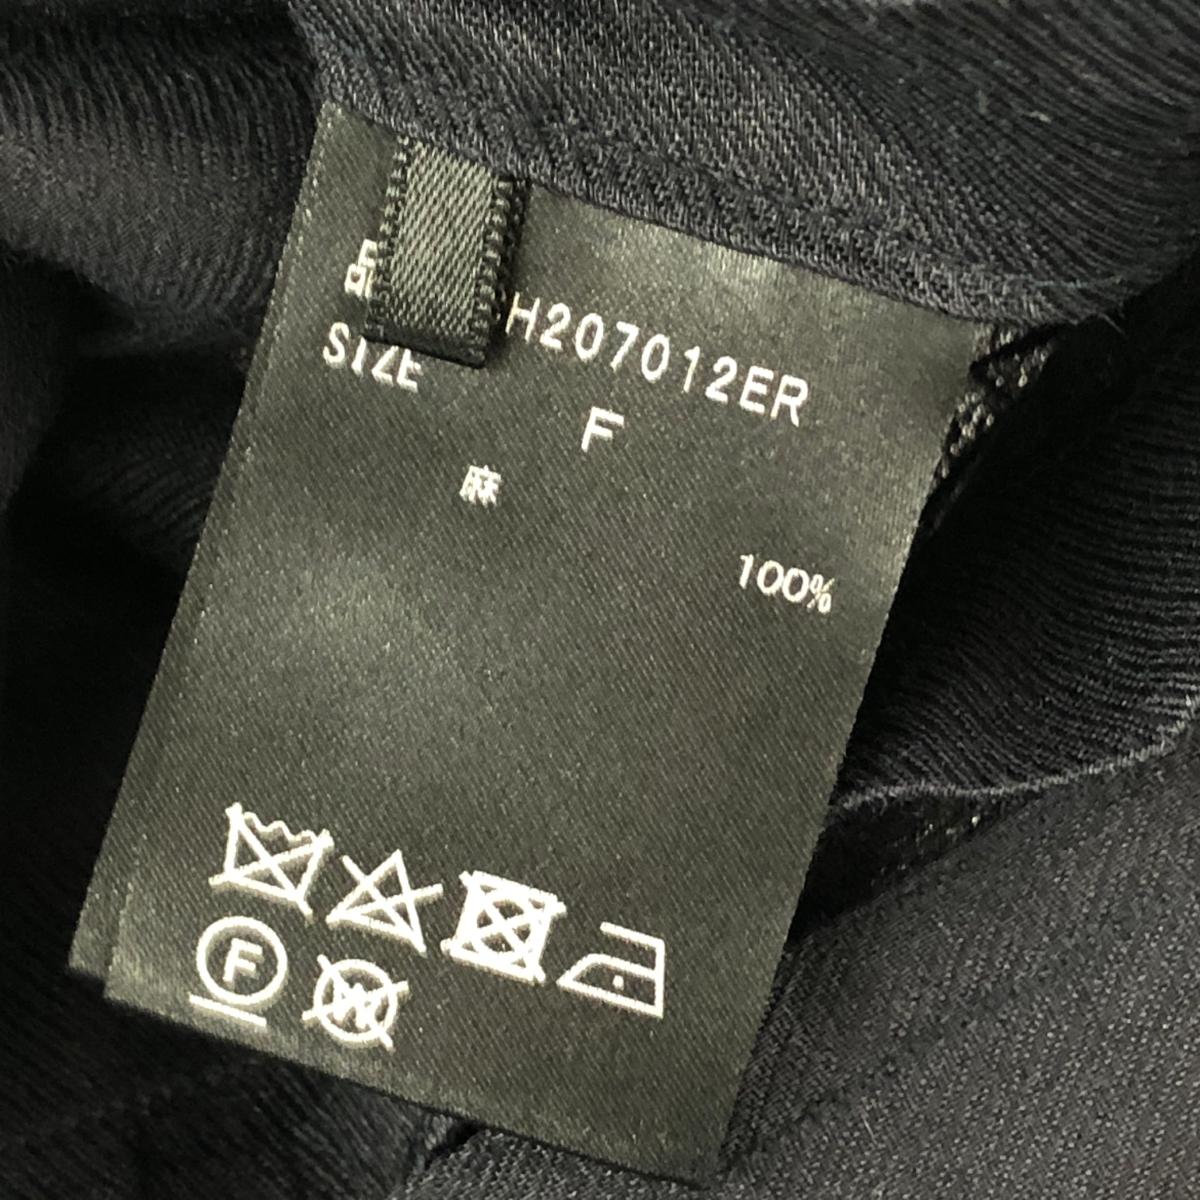 品 H207012ER
SIZE F
麻
100%
F
W